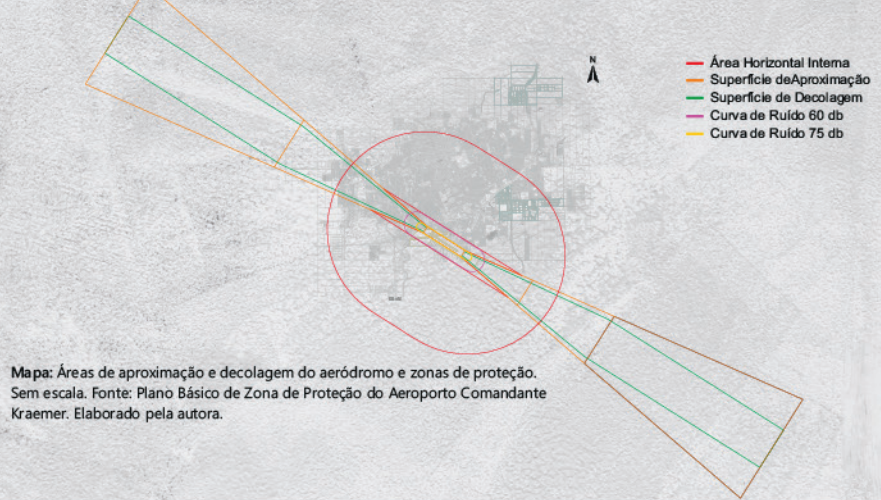 N
Área Horizontal Interna
Superfície deAproximação
Superfície de Decolagem
Curva de Ruído 60 db
Curva de Ruído 75 db
Mapa: Áreas de aproximação e decolagem do aeródromo e zonas de proteção.
Sem escala. Fonte: Plano Básico de Zona de Proteção do Aeroporto Comandante
Kraemer. Elaborado pela autora.